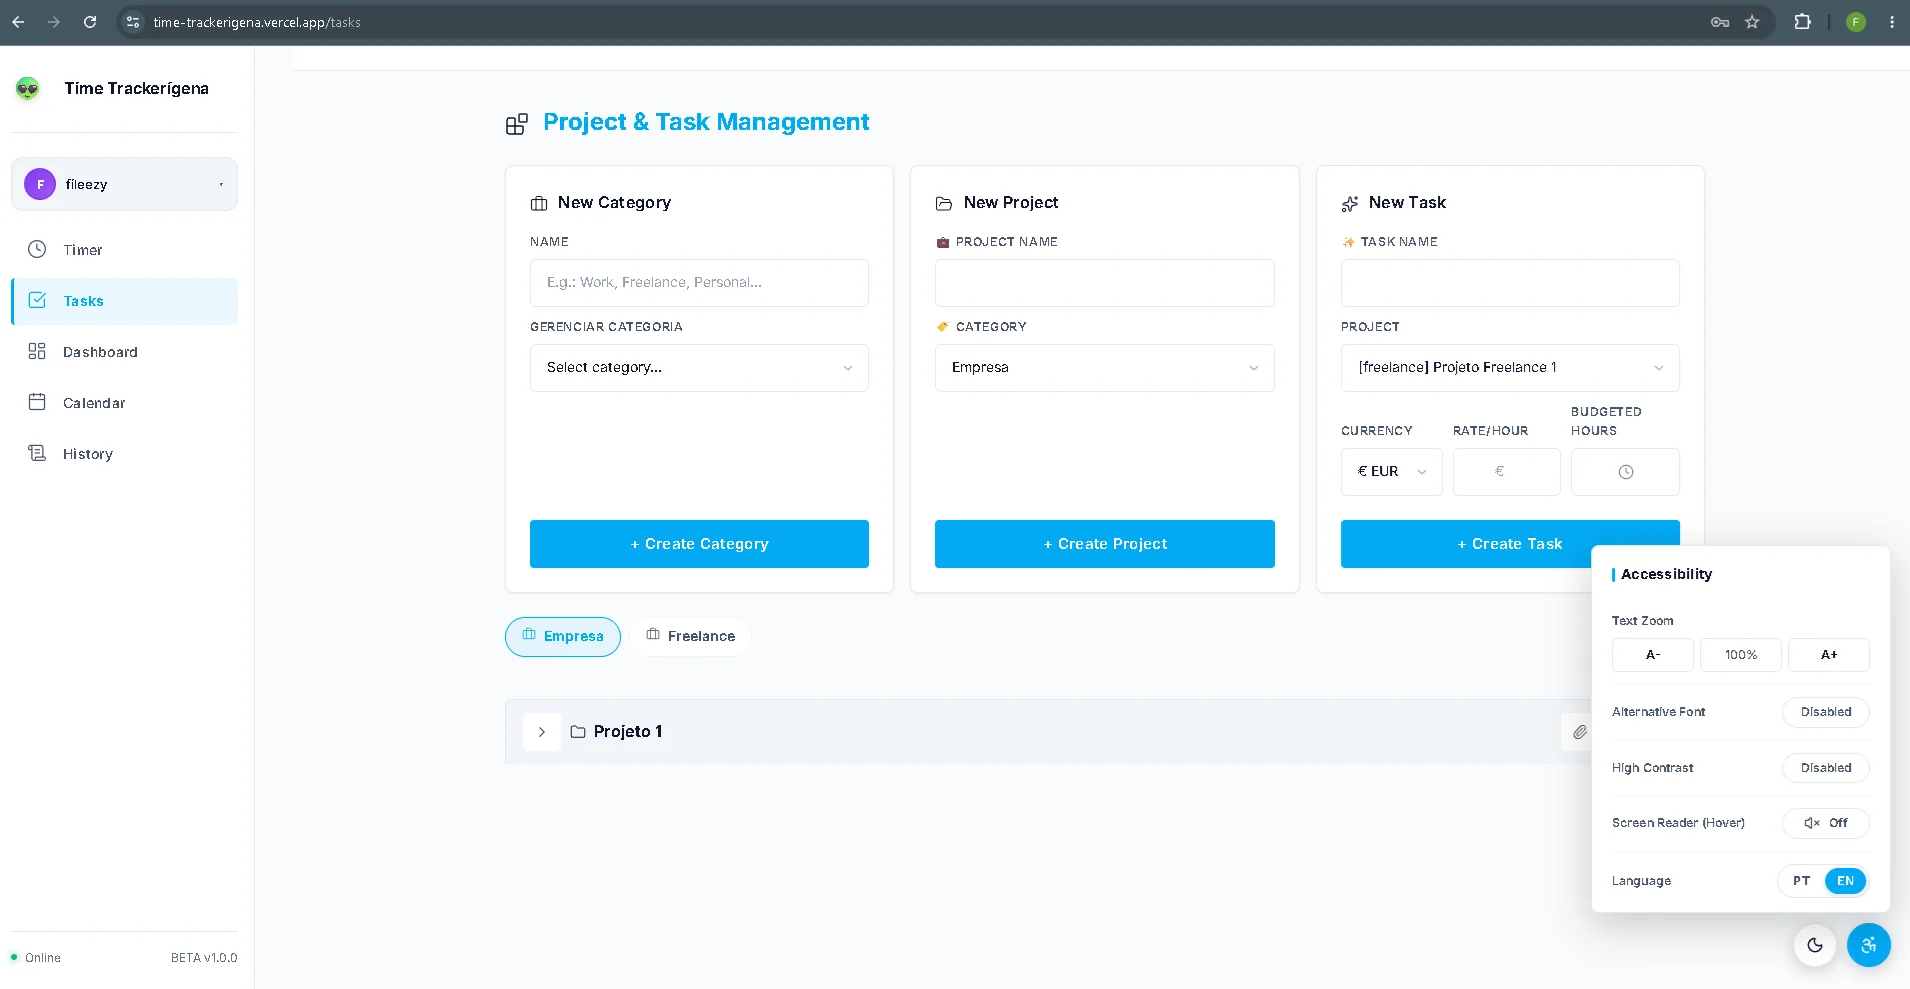 time-trackerigena.vercel.app/tasks
F
Time Trackerígena
F
fileezy
Timer
Tasks
Dashboard
Calendar
History
Online
BETA v1.0.0
Project & Task Management
New Category
NAME
E.g.: Work, Freelance, Personal...
GERENCIAR CATEGORIA
Select category...
+ Create Category
New Project
PROJECT NAME
CATEGORY
Empresa
+ Create Project
New Task
TASK NAME
PROJECT
[freelance] Projeto Freelance 1
CURRENCY
RATE/HOUR
BUDGETED
HOURS
€ EUR
€
+ Create Task
Empresa
Freelance
Projeto 1
Accessibility
Text Zoom
A-
100%
A+
Alternative Font
Disabled
High Contrast
Disabled
Screen Reader (Hover)
Off
Language
PT
EN